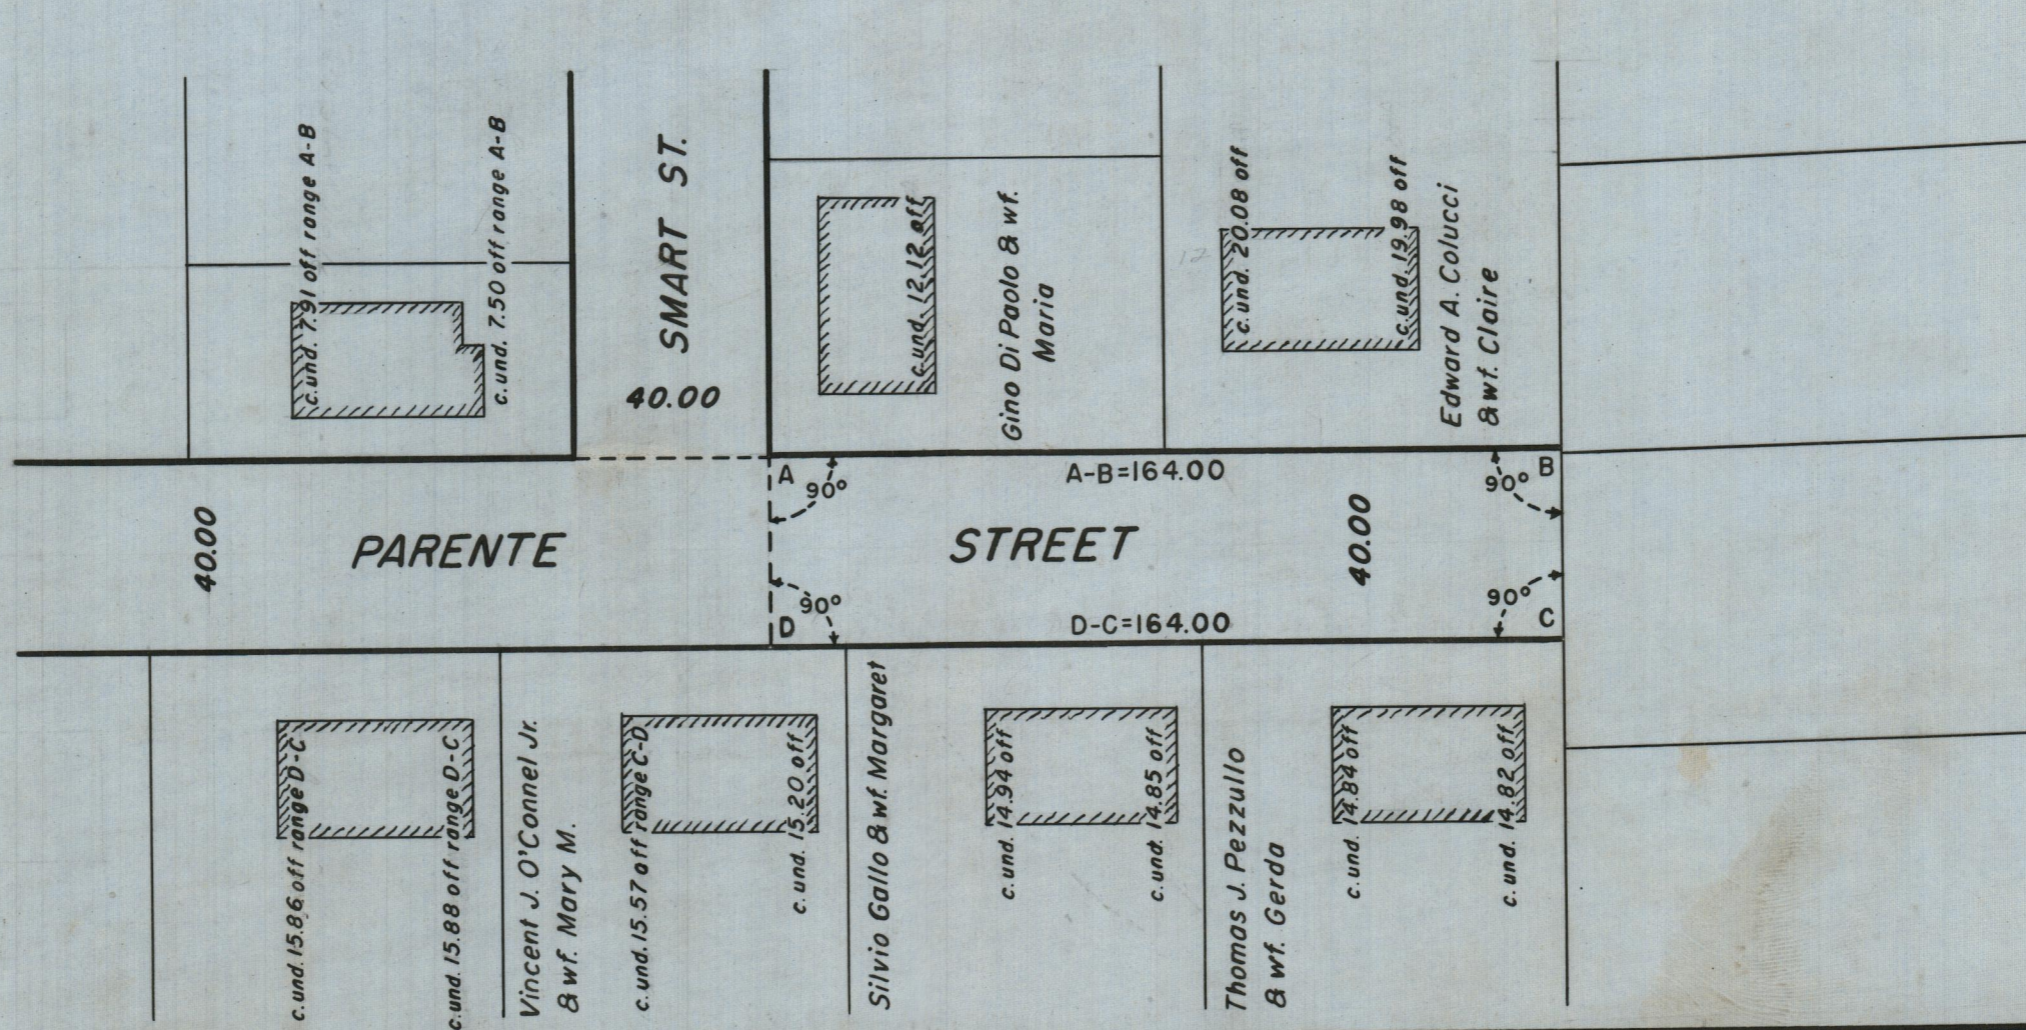 c.und. 7.91 off range A-B
c.und. 7.50 off range A-B
SMART ST.
40.00
c.und. 12.12 off
Gino Di Paolo & wf.
Maria
12
c.und. 20.08 off
c.und. 19.98 off
Edward A. Colucci
& wf. Claire
A
90°
A-B=164.00
90°
B
40.00
PARENTE
STREET
40.00
90°
D
D-C=164.00
90°
C
c.und. 15.86 off range D-C
c.und. 15.88 off range D-C
Vincent J. O'Connel Jr.
& wf. Mary M.
c.und. 15.57 off range C-D
c.und. 15.20 off
Silvio Gallo & wf. Margaret
c.und. 14.94 off
c.und. 14.85 off
Thomas J. Pezzullo
& wf. Gerda
c.und. 14.84 off
c.und. 14.82 off